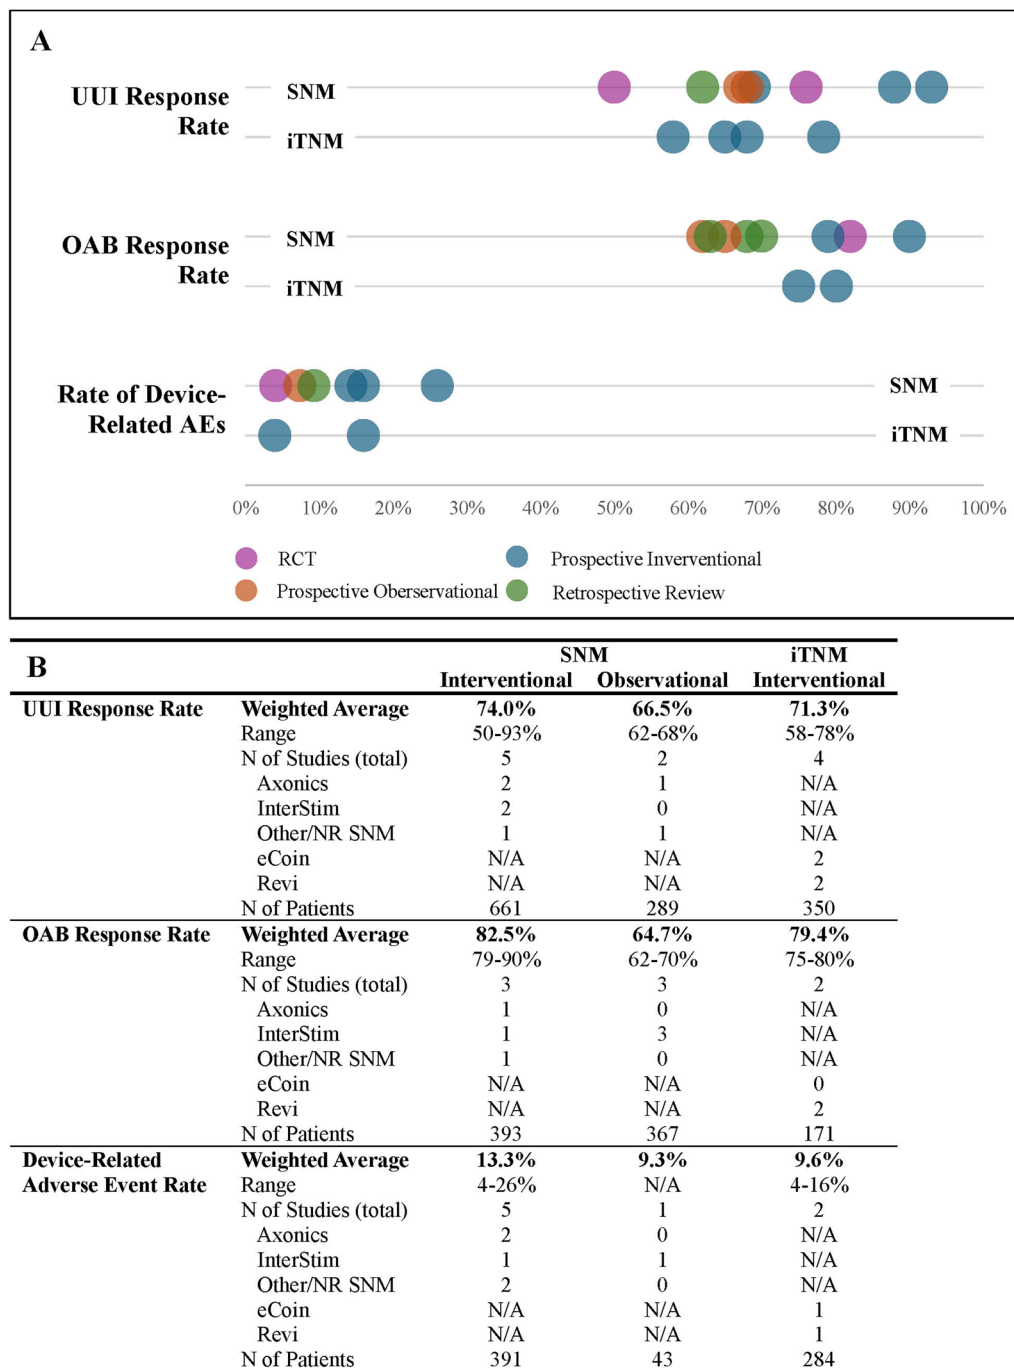 A
UUI Response
Rate
SNM
iTNM
OAB Response
Rate
SNM
iTNM
Rate of Device-
Related AEs
SNM
iTNM
0% 10% 20% 30% 40% 50% 60% 70% 80% 90% 100%
RCT Prospective Inverventional
Prospective Oberservational Retrospective Review
B SNM iTNM
Interventional Observational Interventional
UUI Response Rate Weighted Average 74.0% 66.5% 71.3%
Range 50-93% 62-68% 58-78%
N of Studies (total) 5 2 4
Axonics 2 1 N/A
InterStim 2 0 N/A
Other/NR SNM 1 1 N/A
eCoin N/A N/A 2
Revi N/A N/A 2
N of Patients 661 289 350
OAB Response Rate Weighted Average 82.5% 64.7% 79.4%
Range 79-90% 62-70% 75-80%
N of Studies (total) 3 3 2
Axonics 1 0 N/A
InterStim 1 3 N/A
Other/NR SNM 1 0 N/A
eCoin N/A N/A 0
Revi N/A N/A 2
N of Patients 393 367 171
Device-Related Weighted Average 13.3% 9.3% 9.6%
Adverse Event Rate Range 4-26% N/A 4-16%
N of Studies (total) 5 1 2
Axonics 2 0 N/A
InterStim 1 1 N/A
Other/NR SNM 2 0 N/A
eCoin N/A N/A 1
Revi N/A N/A 1
N of Patients 391 43 284